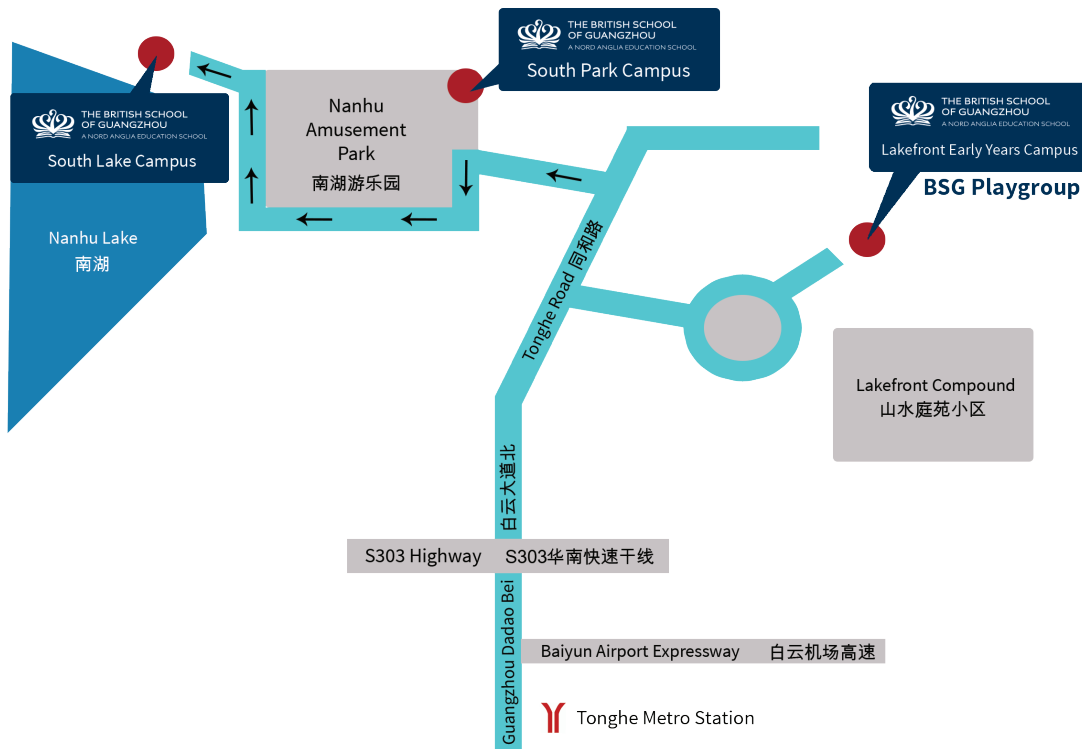 THE BRITISH SCHOOL
OF GUANGZHOU
A NORD ANGLIA EDUCATION SCHOOL
South Park Campus
THE BRITISH SCHOOL
OF GUANGZHOU
A NORD ANGLIA EDUCATION SCHOOL
South Lake Campus
Nanhu
Amusement
Park
南湖游乐园
THE BRITISH SCHOOL
OF GUANGZHOU
A NORD ANGLIA EDUCATION SCHOOL
Lakefront Early Years Campus
BSG Playgroup
Nanhu Lake
南湖
Tonghe Road 同和路
Lakefront Compound
山水庭苑小区
白云大道北
S303 Highway S303华南快速干线
Guangzhou Dadao Bei
Baiyun Airport Expressway 白云机场高速
Tonghe Metro Station